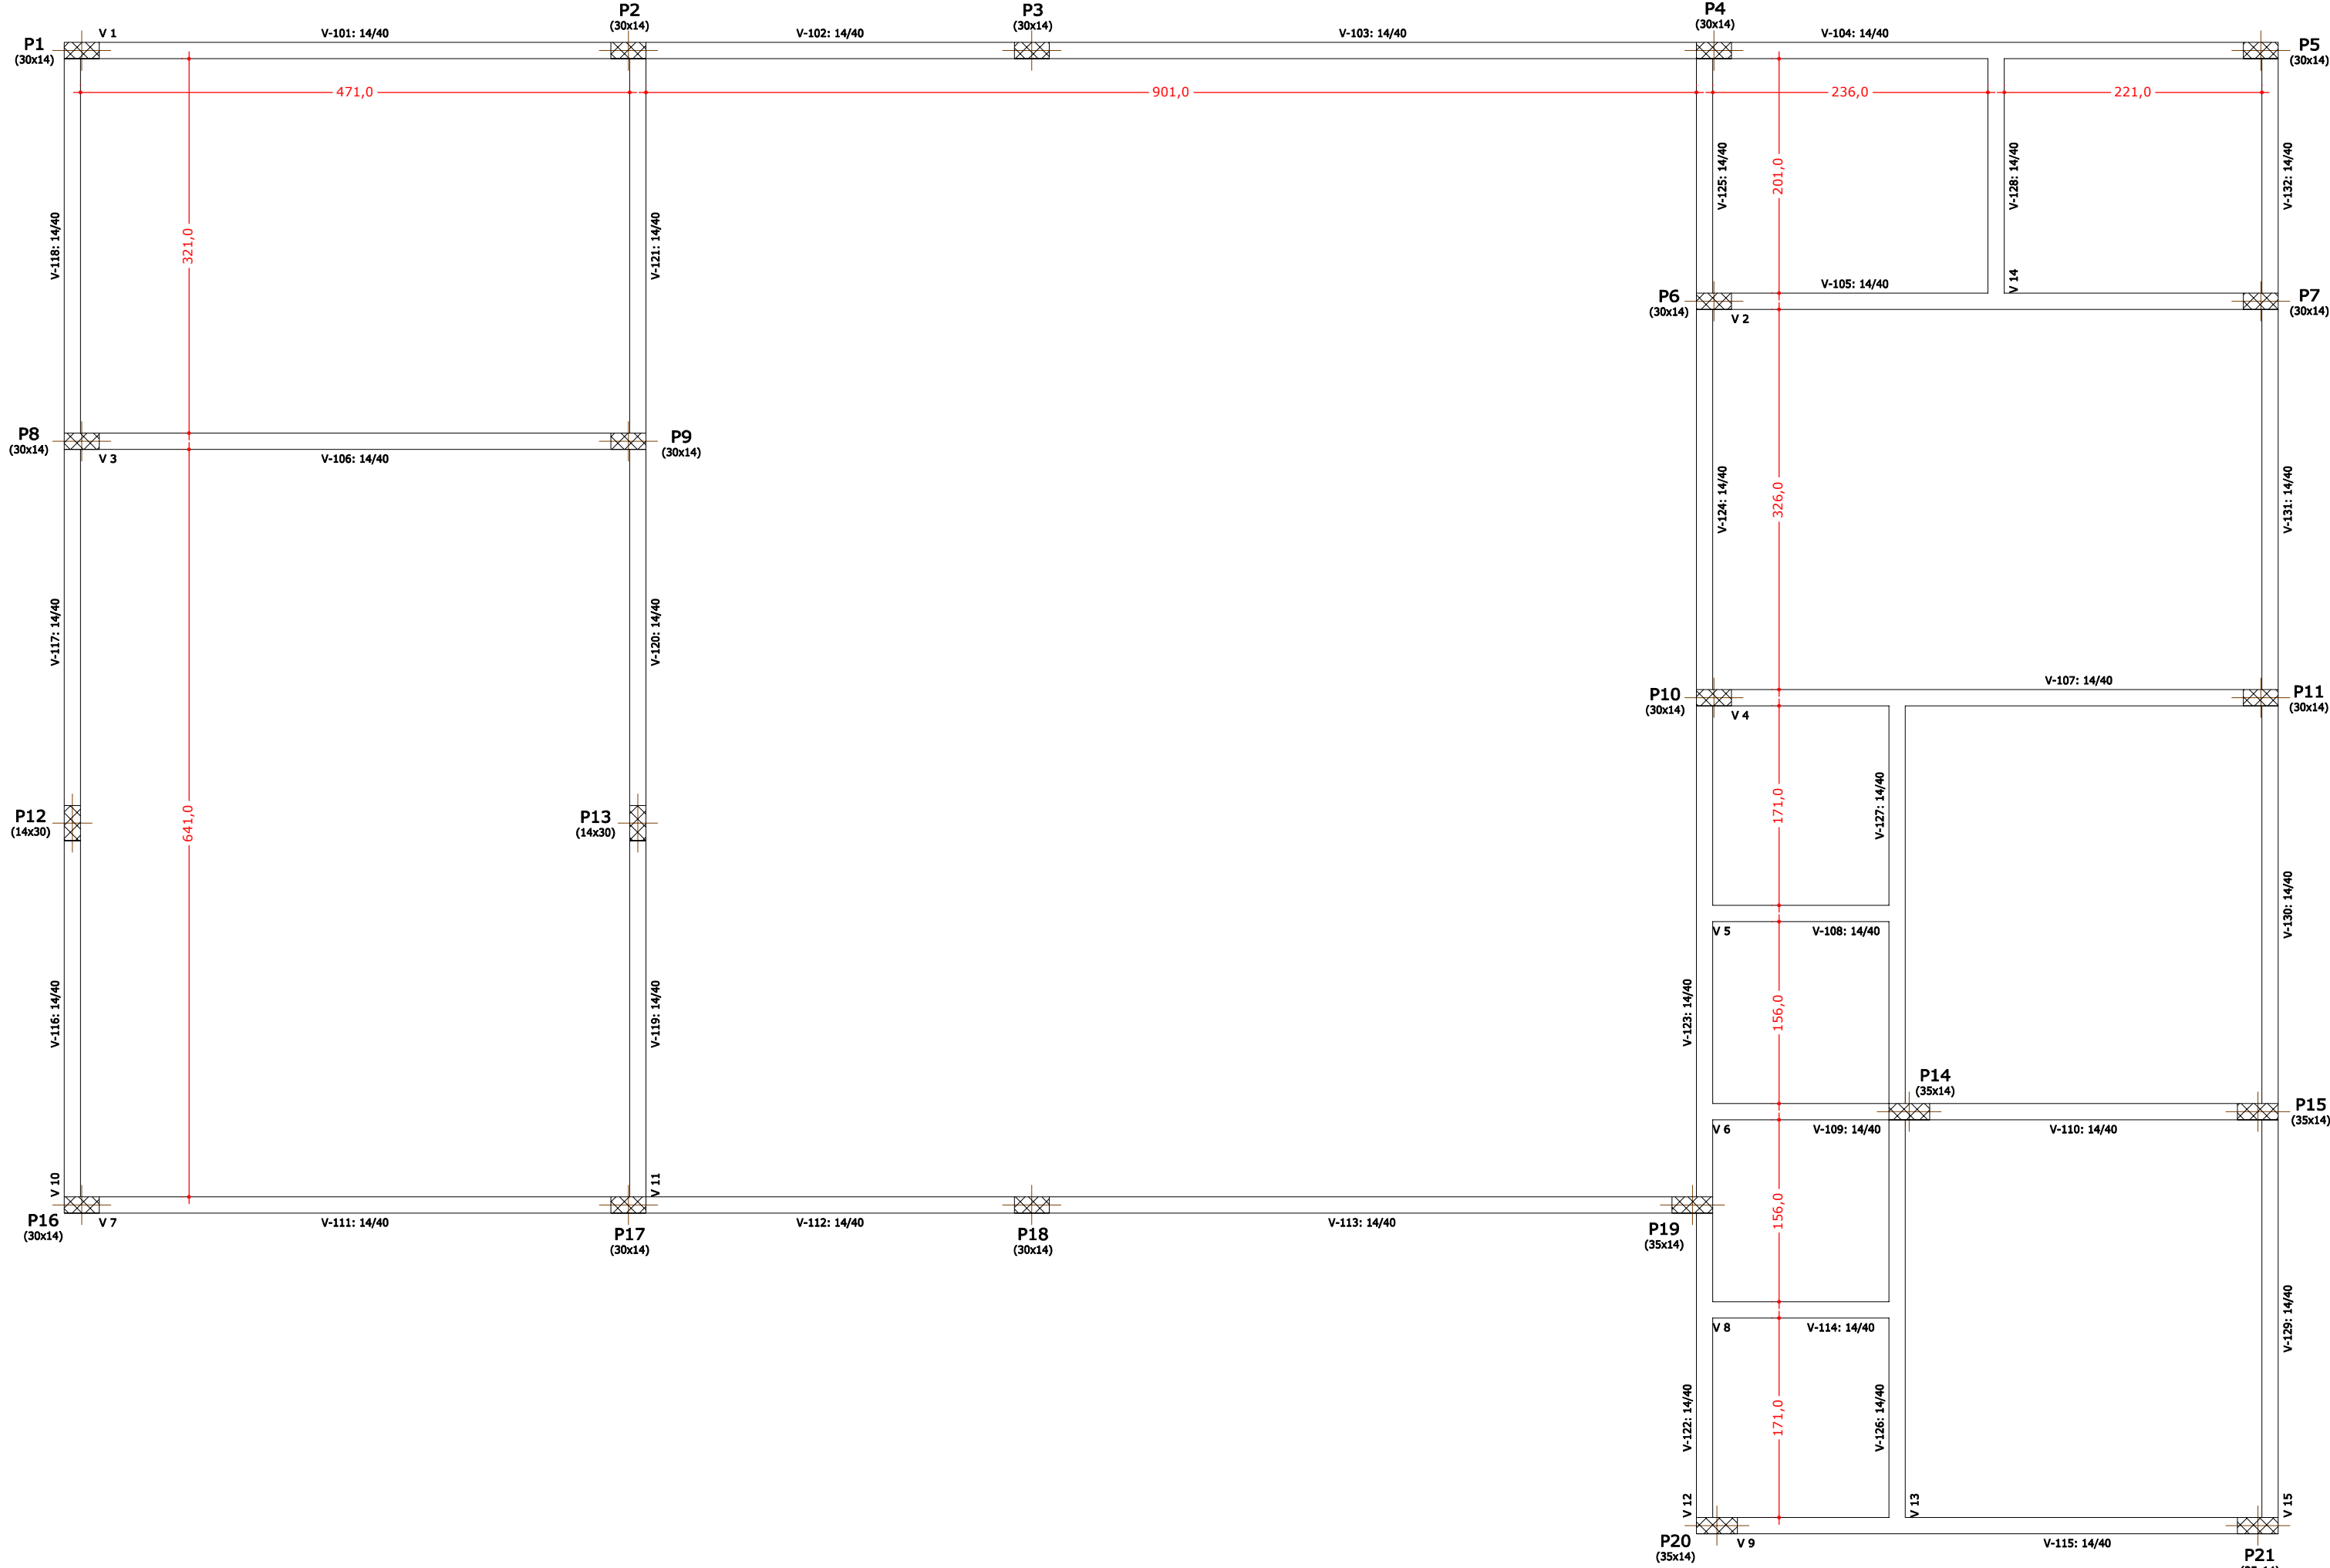 P1
(30x14)
V 1
V-101: 14/40
P2
(30x14)
V-102: 14/40
P3
(30x14)
V-103: 14/40
P4
(30x14)
V-104: 14/40
P5
(30x14)
471,0
901,0
236,0
221,0
V-118: 14/40
321,0
V-121: 14/40
V-125: 14/40
201,0
V-128: 14/40
V-132: 14/40
V 14
P6
(30x14)
V-105: 14/40
V 2
P7
(30x14)
P8
(30x14)
V 3
V-106: 14/40
P9
(30x14)
V-124: 14/40
326,0
V-131: 14/40
V-117: 14/40
V-120: 14/40
P10
(30x14)
V 4
V-107: 14/40
P11
(30x14)
P12
(14x30)
641,0
P13
(14x30)
171,0
V-127: 14/40
V-130: 14/40
V 5
V-108: 14/40
V-116: 14/40
V-119: 14/40
V-123: 14/40
156,0
P14
(35x14)
P15
(35x14)
V 6
V-109: 14/40
V-110: 14/40
V 10
V 11
P16
(30x14)
V 7
V-111: 14/40
P17
(30x14)
V-112: 14/40
P18
(30x14)
V-113: 14/40
P19
(35x14)
156,0
V 8
V-114: 14/40
V-129: 14/40
V-122: 14/40
171,0
V-126: 14/40
V 12
V 13
V 15
P20
(35x14)
V 9
V-115: 14/40
P21